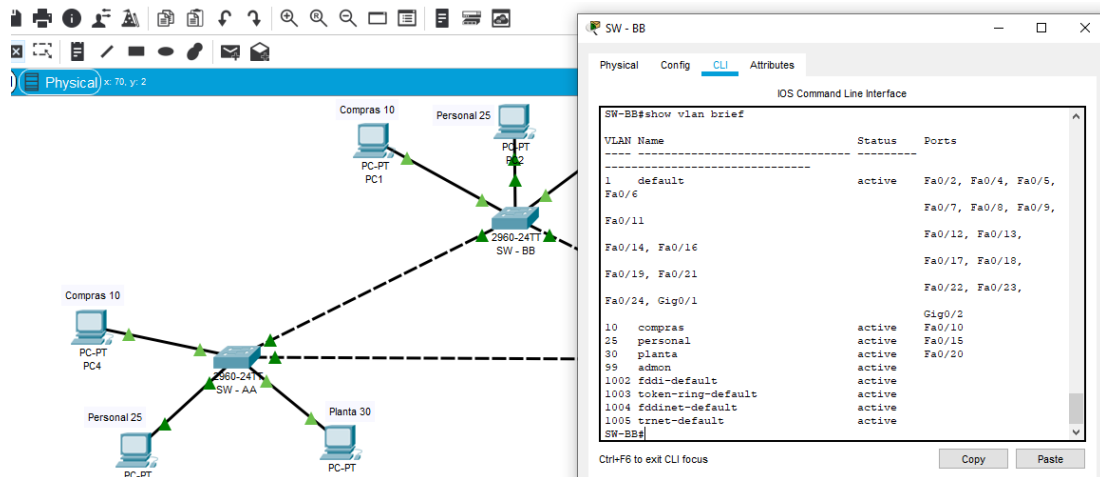 Physical x: 70, y: 2
Compras 10
PC-PT
PC1
Personal 25
PC-PT
PC2
2960-24TT
SW - BB
Compras 10
PC-PT
PC4
2960-24TT
SW - AA
Personal 25
PC-PT
Planta 30
PC-PT
SW - BB
Physical Config CLI Attributes
IOS Command Line Interface
SW-BB#show vlan brief
VLAN Name Status Ports
---- -------------------------------- --------- 
-------------------------------
1 default active Fa0/2, Fa0/4, Fa0/5,
Fa0/6
Fa0/7, Fa0/8, Fa0/9,
Fa0/11
Fa0/12, Fa0/13,
Fa0/14, Fa0/16
Fa0/17, Fa0/18,
Fa0/19, Fa0/21
Fa0/22, Fa0/23,
Fa0/24, Gig0/1
Gig0/2
10 compras active Fa0/10
25 personal active Fa0/15
30 planta active Fa0/20
99 admon active
1002 fddi-default active
1003 token-ring-default active
1004 fddinet-default active
1005 trnet-default active
SW-BB#
Ctrl+F6 to exit CLI focus
Copy
Paste